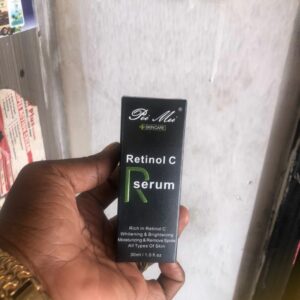 Pei Mei ®
SKINCARE
Retinol C
R serum
Rich in Retinol C
Whitening & Brightening
Moisturizing & Remove Spots
All Types Of Skin
30ml / 1.0 fl.oz